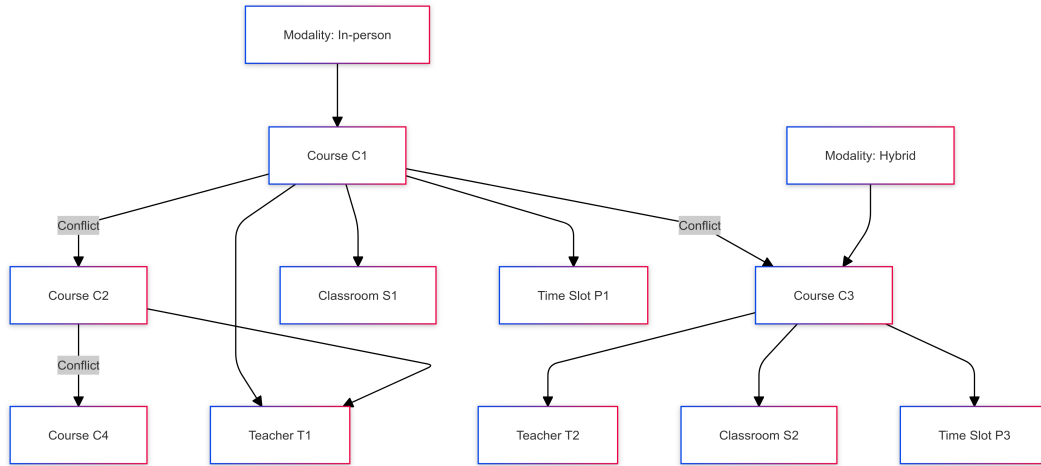 Modality: In-person
Course C1
Modality: Hybrid
Conflict
Conflict
Course C2
Classroom S1
Time Slot P1
Course C3
Conflict
Course C4
Teacher T1
Teacher T2
Classroom S2
Time Slot P3